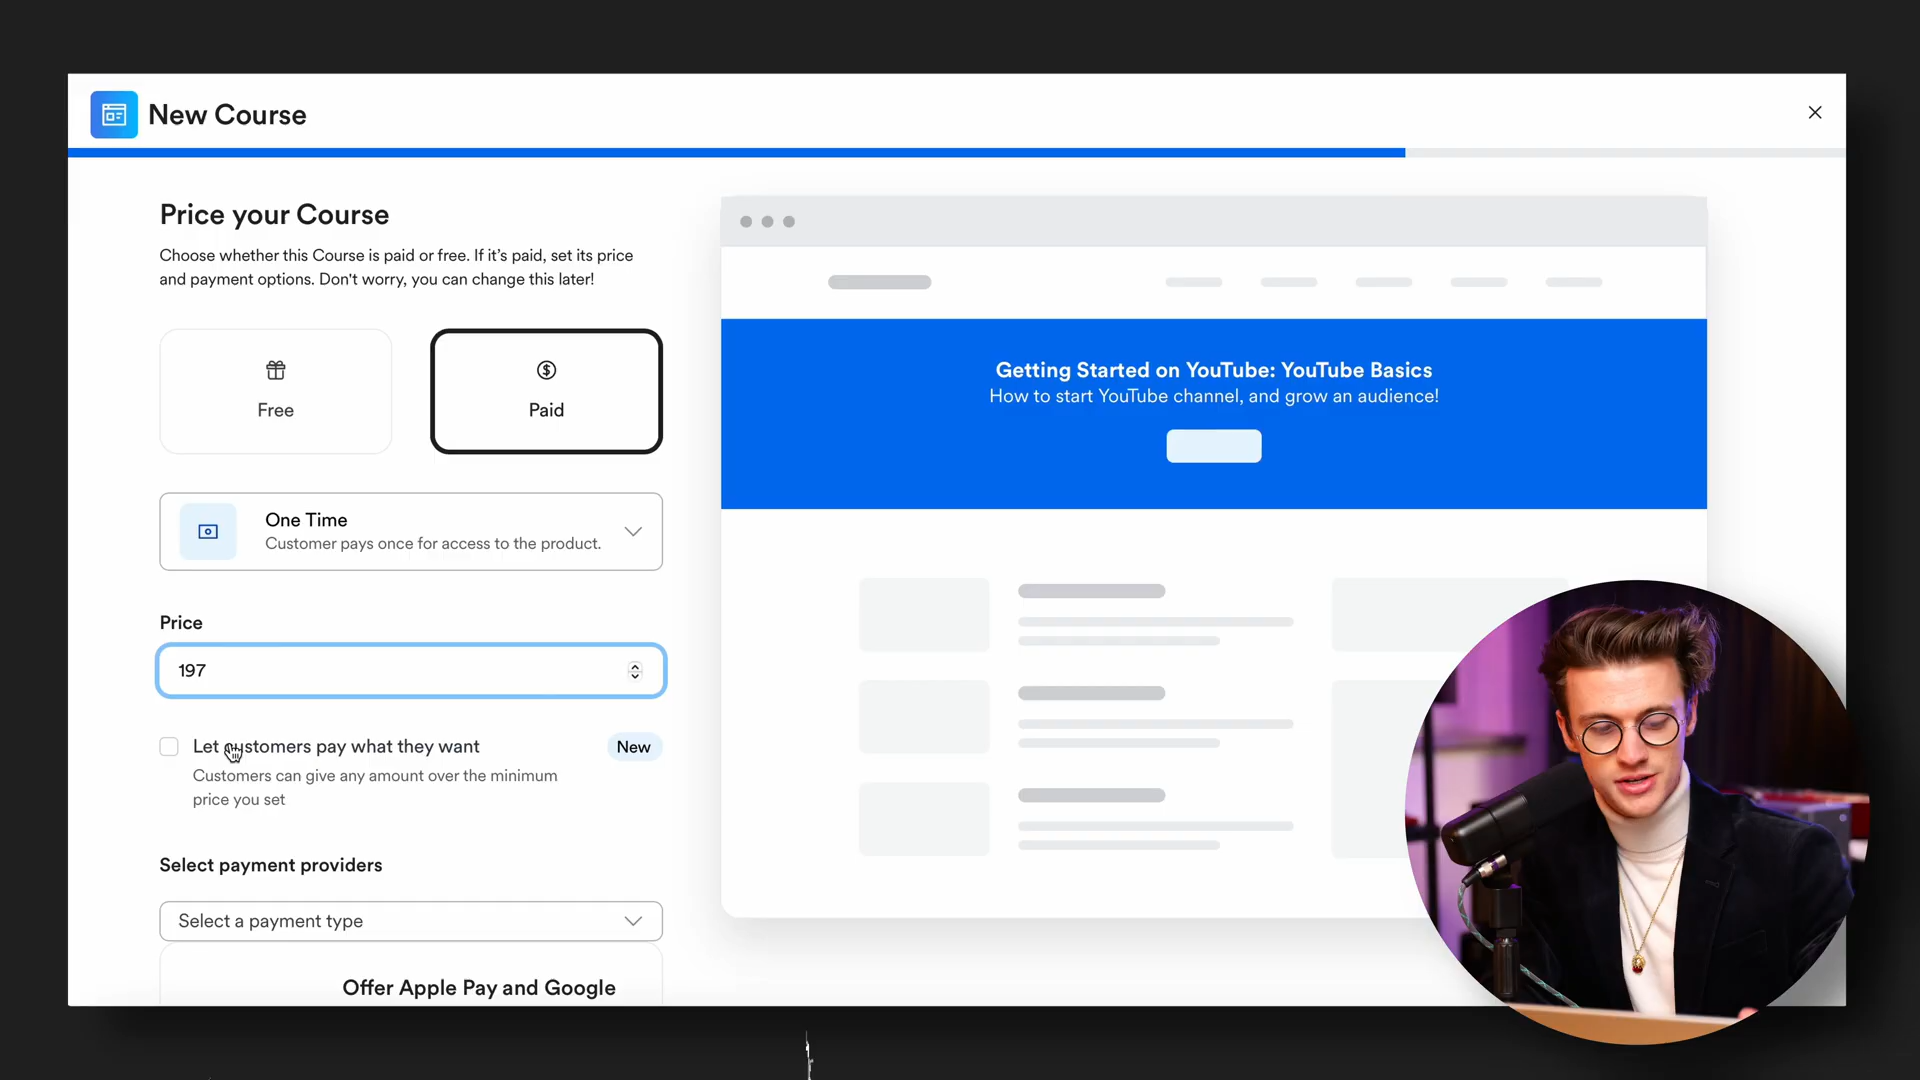 New Course
Price your Course
Choose whether this Course is paid or free. If it’s paid, set its price
and payment options. Don't worry, you can change this later!
Free
Paid
One Time
Customer pays once for access to the product.
Price
197
Let customers pay what they want
New
Customers can give any amount over the minimum
price you set
Select payment providers
Select a payment type
Offer Apple Pay and Google
Getting Started on YouTube: YouTube Basics
How to start YouTube channel, and grow an audience!